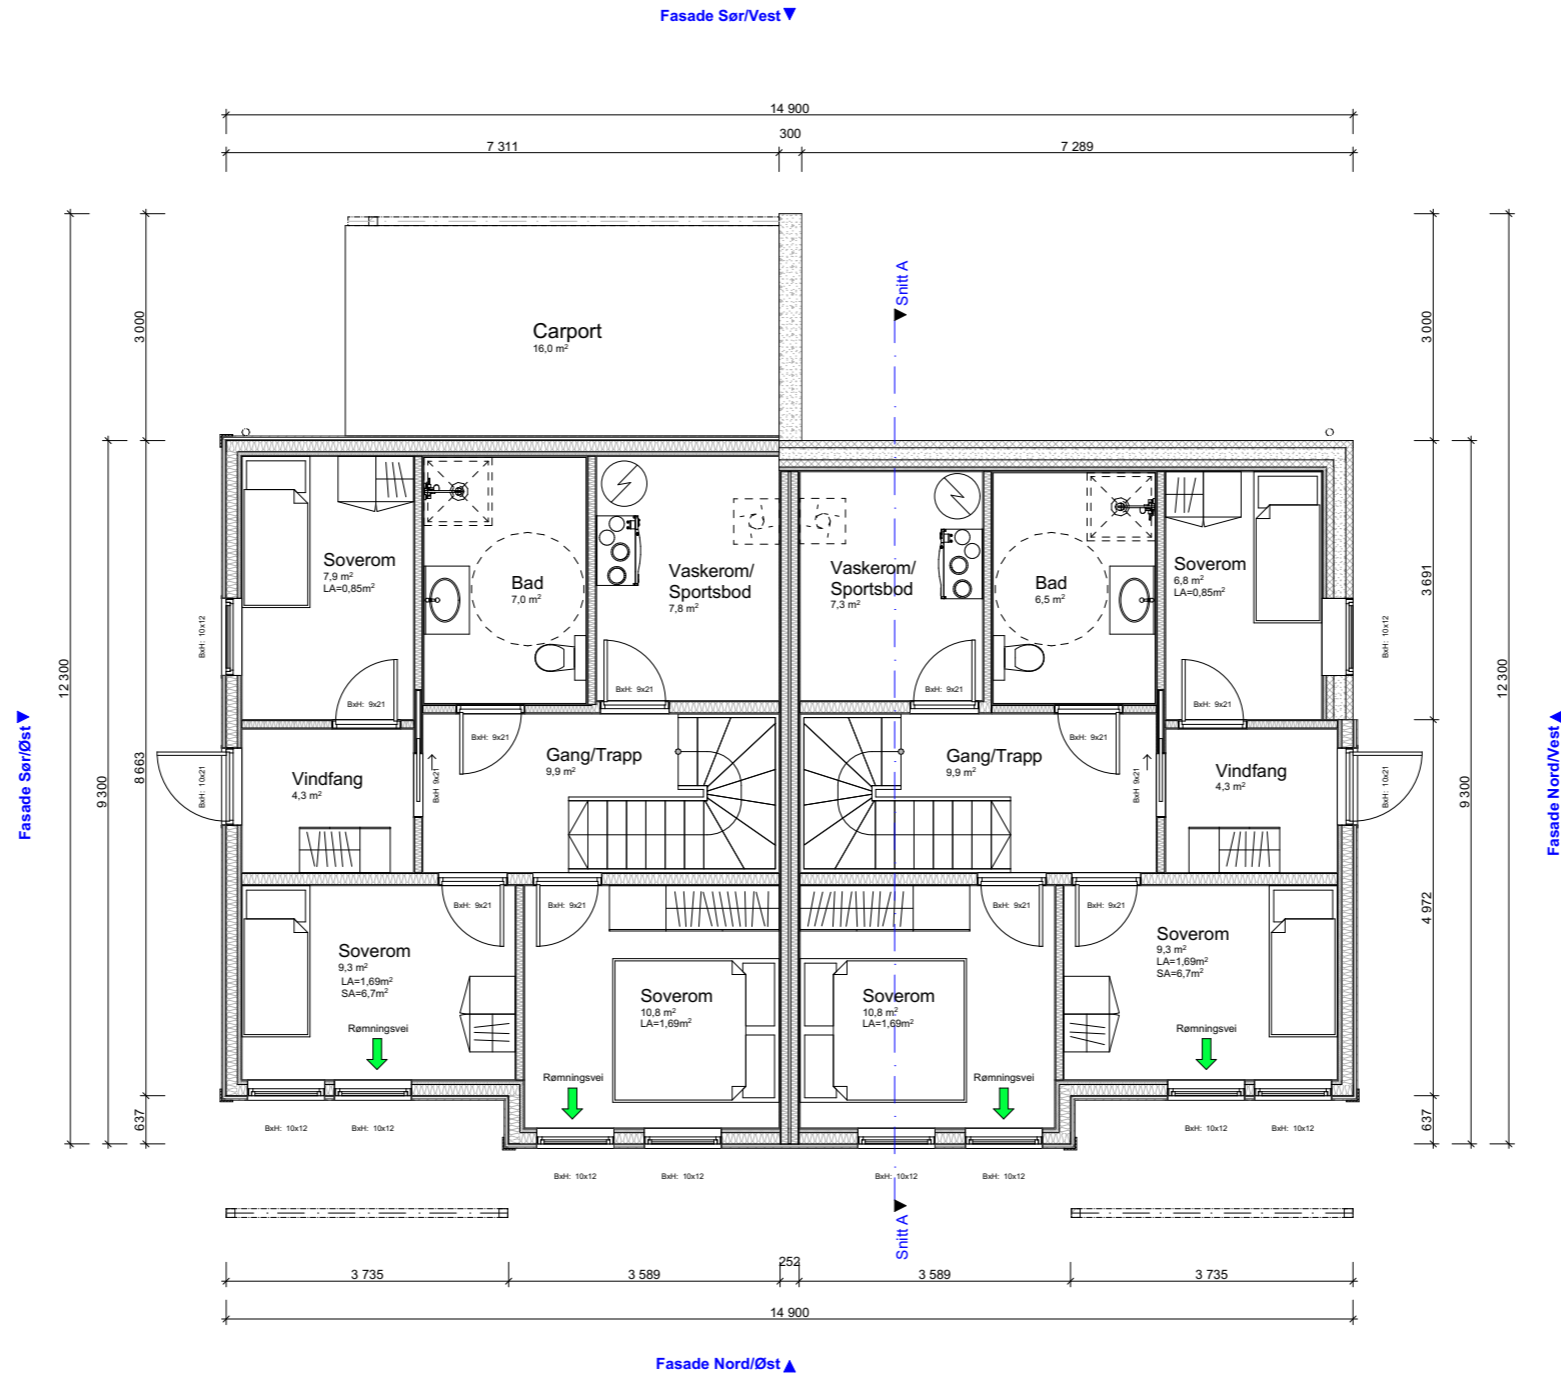 Fasade Sør/Vest
14 900
300
7 311
7 289
Snitt A
3 000
3 000
Carport
16,0 m²
12 300
9 300
8 663
637
3 691
4 972
637
9 300
12 300
Fasade Sør/Øst
Fasade Nord/Vest
Soverom
7,9 m²
LA=0,85m²
Bad
7,0 m²
Vaskerom/
Sportsbod
7,8 m²
Vaskerom/
Sportsbod
7,3 m²
Bad
6,5 m²
Soverom
6,8 m²
LA=0,85m²
BxH: 10x12
BxH: 10x12
BxH: 9x21
BxH: 9x21
BxH: 9x21
BxH: 9x21
BxH: 9x21
BxH: 9x21
BxH: 10x21
Vindfang
4,3 m²
BxH 9x21
Gang/Trapp
9,9 m²
Gang/Trapp
9,9 m²
BxH 9x21
Vindfang
4,3 m²
BxH: 10x21
BxH: 9x21
BxH: 9x21
BxH: 9x21
BxH: 9x21
Soverom
9,3 m²
LA=1,69m²
SA=6,7m²
Rømningsvei
Soverom
10,8 m²
LA=1,69m²
Rømningsvei
Soverom
10,8 m²
LA=1,69m²
Rømningsvei
Soverom
9,3 m²
LA=1,69m²
SA=6,7m²
Rømningsvei
BxH: 10x12
BxH: 10x12
BxH: 10x12
BxH: 10x12
BxH: 10x12
BxH: 10x12
BxH: 10x12
BxH: 10x12
Snitt A
3 735
3 589
252
3 589
3 735
14 900
Fasade Nord/Øst